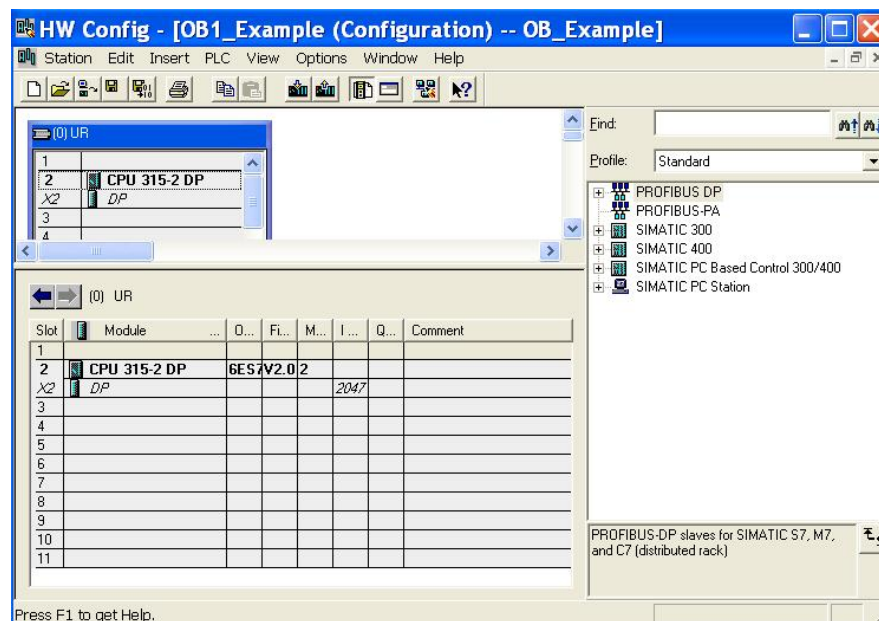 HW Config - [OB1_Example (Configuration) -- OB_Example]
Station Edit Insert PLC View Options Window Help
(0) UR
1
2 CPU 315-2 DP
X2 DP
3
4
Find:
Profile: Standard
PROFIBUS DP
PROFIBUS-PA
SIMATIC 300
SIMATIC 400
SIMATIC PC Based Control 300/400
SIMATIC PC Station
(0) UR
Slot Module ... O... Fi... M... I ... Q... Comment
1
2 CPU 315-2 DP 6ES7 V2.0 2
X2 DP 2047
3
4
5
6
7
8
9
10
11
PROFIBUS-DP slaves for SIMATIC S7, M7,
and C7 (distributed rack)
Press F1 to get Help.